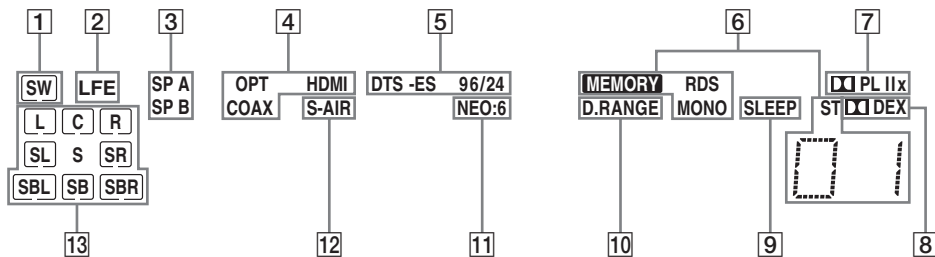 1 2 3 4 5 6 7
SW LFE SP A OPT HDMI DTS -ES 96/24 MEMORY RDS PL IIx
SP B COAX S-AIR NEO:6 D.RANGE MONO SLEEP ST D EX
L C R
SL S SR
SBL SB SBR
01
13 12 11 10 9 8